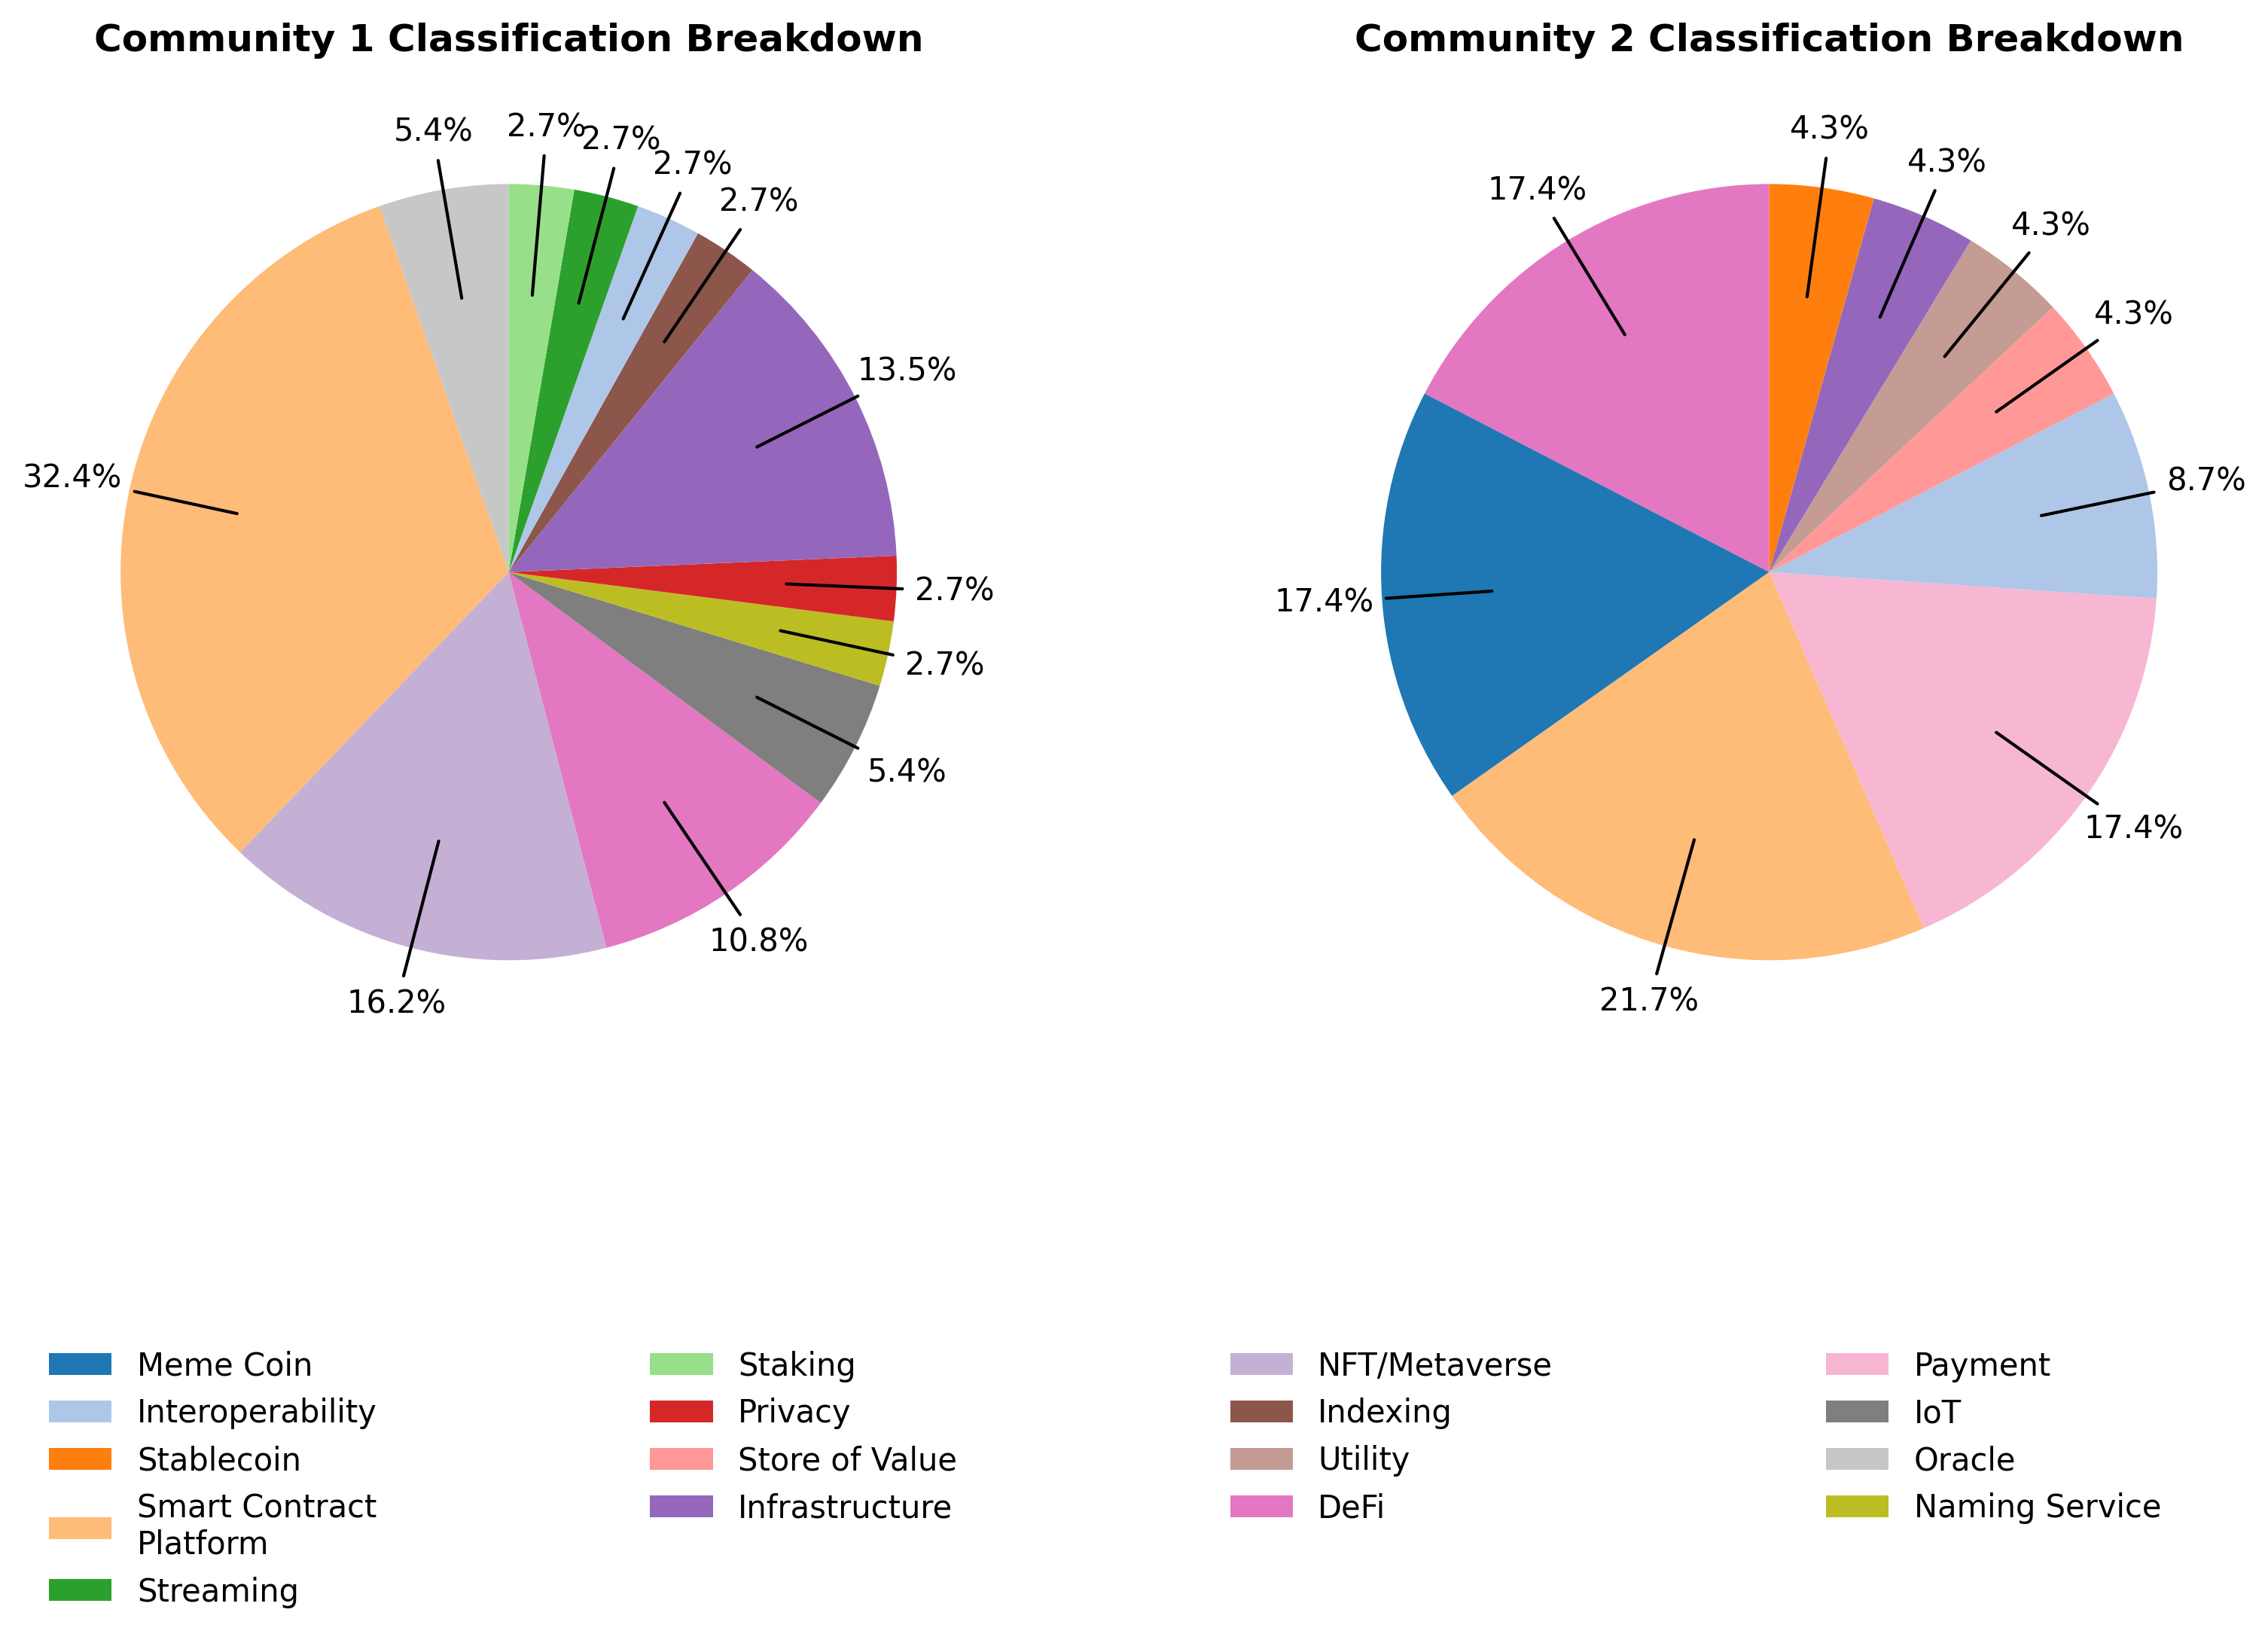 Community 1 Classification Breakdown
5.4%
2.7%
2.7%
2.7%
2.7%
13.5%
32.4%
2.7%
2.7%
5.4%
10.8%
16.2%
Community 2 Classification Breakdown
4.3%
4.3%
17.4%
4.3%
4.3%
8.7%
17.4%
17.4%
21.7%
Meme Coin
Interoperability
Stablecoin
Smart Contract
Platform
Streaming
Staking
Privacy
Store of Value
Infrastructure
NFT/Metaverse
Indexing
Utility
DeFi
Payment
IoT
Oracle
Naming Service